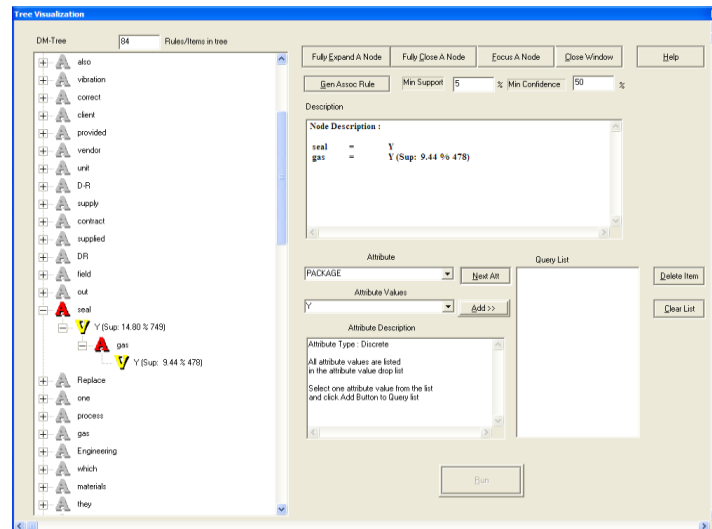 Tree Visualization
DM-Tree 84 Rules/Items in tree
also
vibration
correct
client
provided
vendor
unit
D-R
supply
contract
supplied
DR
field
out
seal
Y (Sup: 14.80 % 749)
gas
Y (Sup: 9.44 % 478)
Replace
one
process
gas
Engineering
which
materials
they
Fully Expand A Node Fully Close A Node Focus A Node Close Window Help
Gen Assoc Rule Min Support 5 % Min Confidence 50 %
Description
Node Description :
seal = Y
gas = Y (Sup: 9.44 % 478)
Attribute
PACKAGE Next Att
Attribute Values
Y Add >>
Attribute Description
Attribute Type : Discrete
All attribute values are listed
in the attribute value drop list
Select one attribute value from the list
and click Add Button to Query list
Query List
Delete Item
Clear List
Run